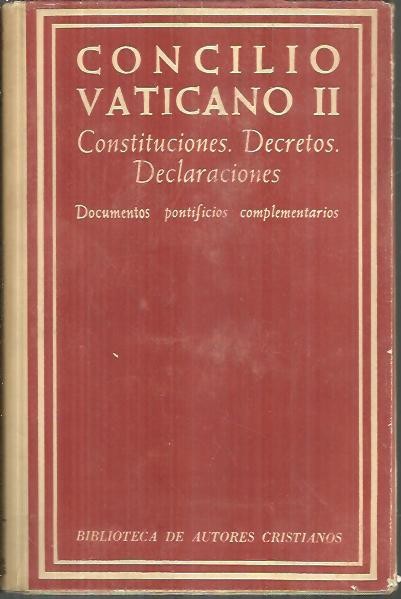 CONCILIO
VATICANO II
Constituciones. Decretos.
Declaraciones
Documentos pontificios complementarios
BIBLIOTECA DE AUTORES CRISTIANOS